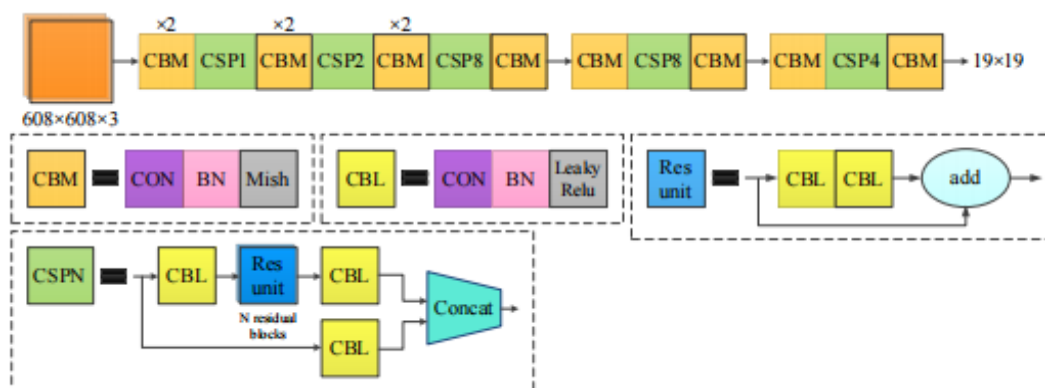 ×2 ×2 ×2
CBM CSP1 CBM CSP2 CBM CSP8 CBM CBM CSP8 CBM CBM CSP4 CBM 19×19
608×608×3
CBM CON BN Mish
CBL CON BN Leaky
Relu
Res
unit CBL CBL add
CSPN CBL Res
unit CBL Concat
N residual
blocks
CBL